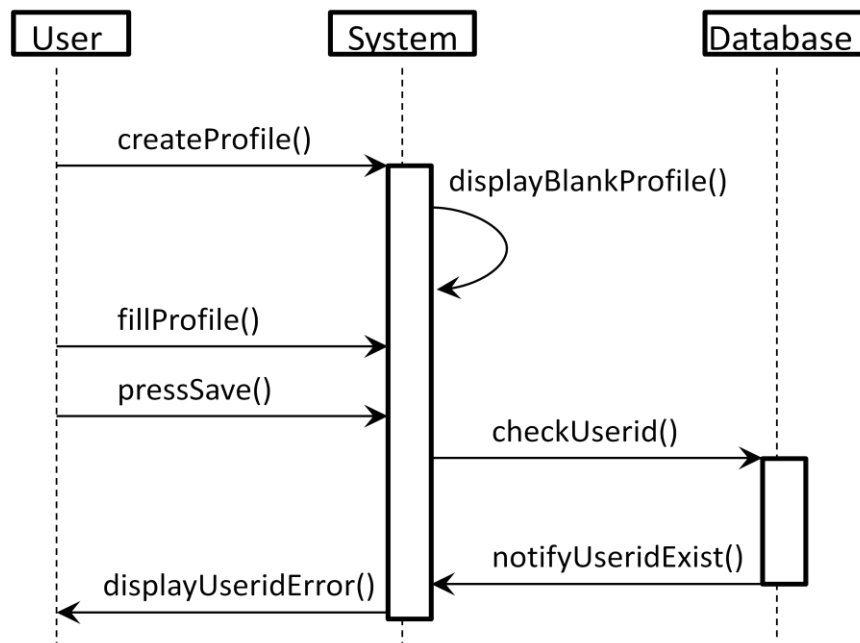 User
System
Database
createProfile()
displayBlankProfile()
fillProfile()
pressSave()
checkUserid()
notifyUseridExist()
displayUseridError()